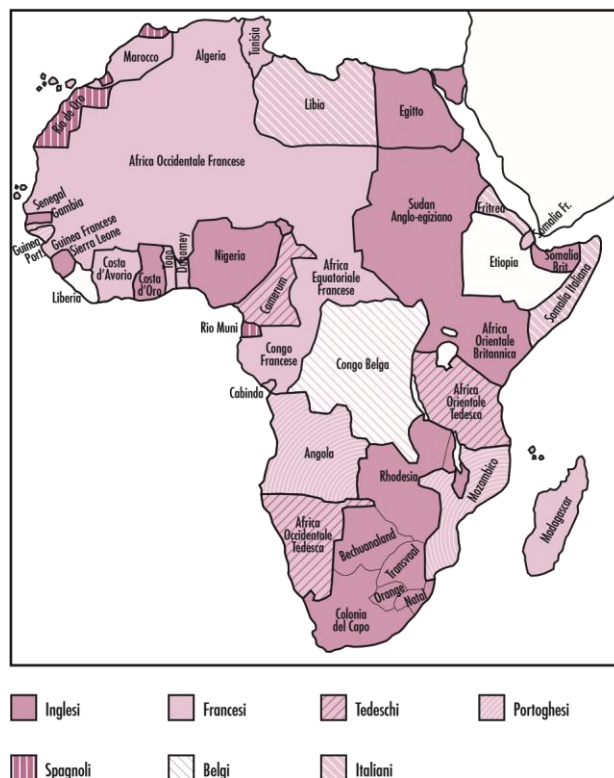 Marocco
Algeria
Tunisia
Libia
Egitto
Rio de Oro
Africa Occidentale Francese
Sudan
Anglo-egiziano
Eritrea
Somalia Fr.
Senegal
Gambia
Guinea
Port.
Guinea Francese
Sierra Leone
Liberia
Costa
d'Avorio
Costa
d'Oro
Togo
Dahomey
Nigeria
Camerum
Africa
Equatoriale
Francese
Etiopia
Somalia
Brit.
Somalia Italiana
Rio Muni
Congo
Francese
Cabinda
Congo Belga
Africa
Orientale
Britannica
Africa
Orientale
Tedesca
Angola
Rhodesia
Mozambico
Madagascar
Africa
Occidentale
Tedesca
Bechuanaland
Transvaal
Orange
Natal
Colonia
del Capo
Inglesi
Francesi
Tedeschi
Portoghesi
Spagnoli
Belgi
Italiani